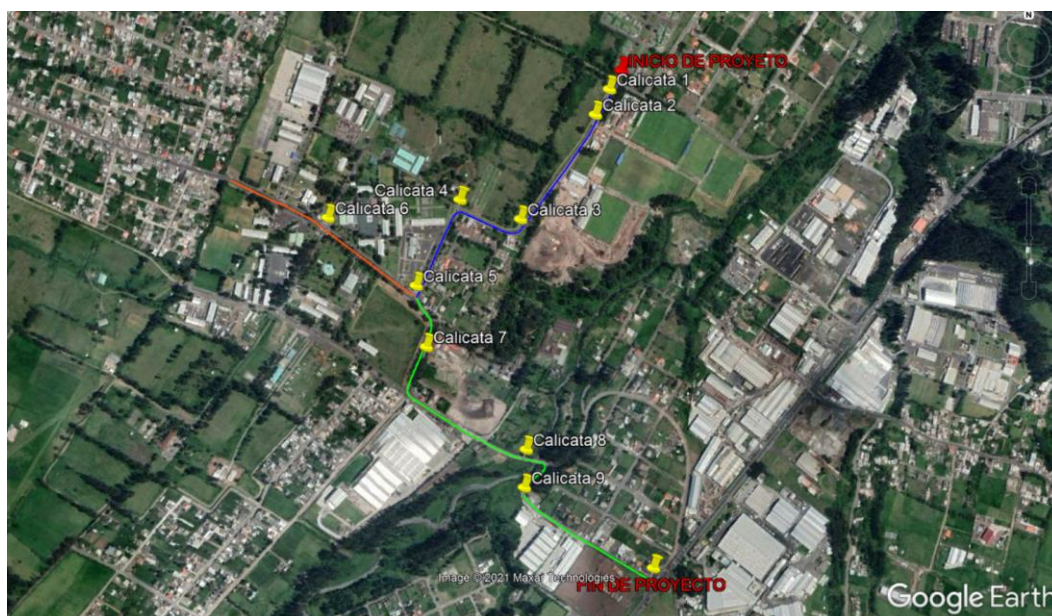 N
INICIO DE PROYETO
Calicata 1
Calicata 2
Calicata 4
Calicata 3
Calicata 6
Calicata 5
Calicata 7
Calicata 8
Calicata 9
Image © 2021 Maxar Technologies
FIN DE PROYECTO
Google Earth